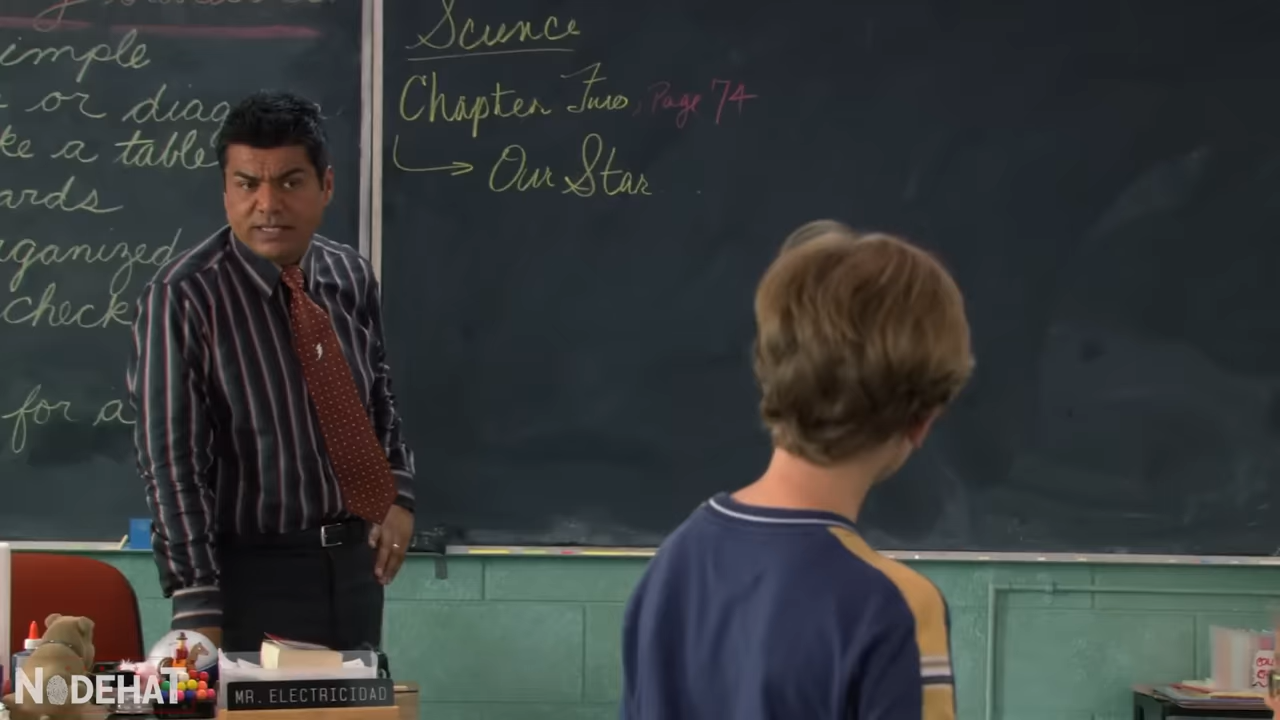 imple
or diag
ke a table
ards
ganized
check
for a
Science
Chapter Two, Page 74
Our Star
NODEHAT
MR. ELECTRICIDAD